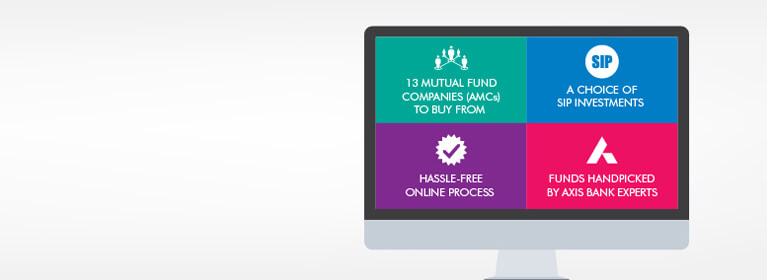 13 MUTUAL FUND
COMPANIES (AMCs)
TO BUY FROM
SIP
A CHOICE OF
SIP INVESTMENTS
HASSLE-FREE
ONLINE PROCESS
FUNDS HANDPICKED
BY AXIS BANK EXPERTS